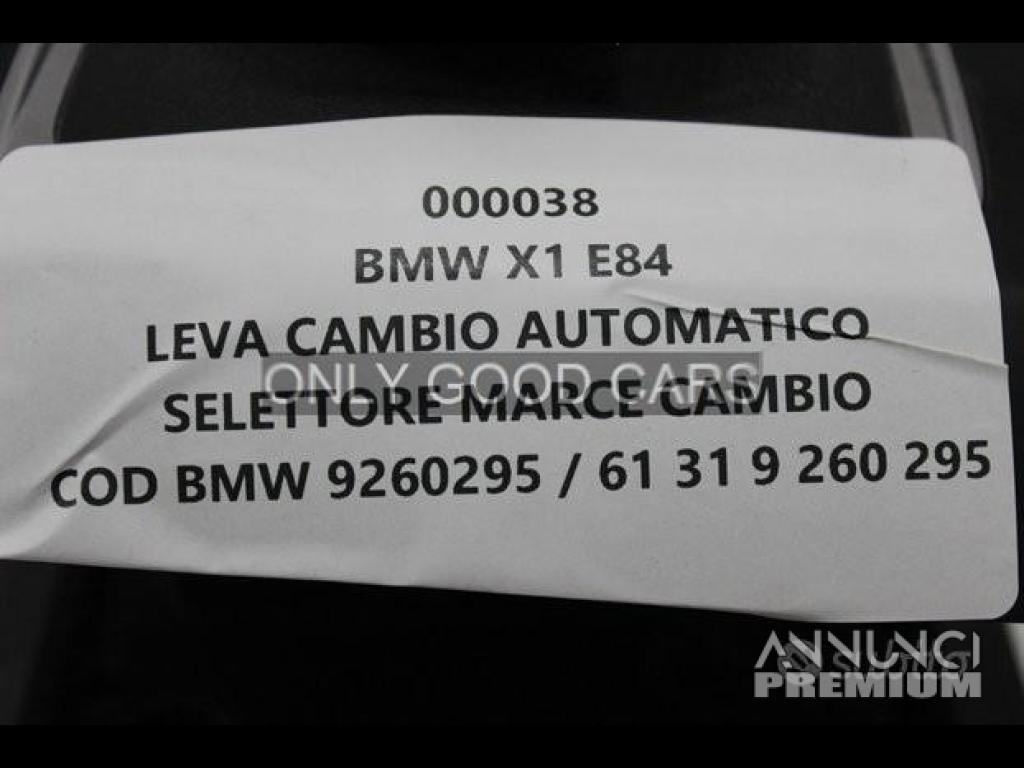 000038
BMW X1 E84
LEVA CAMBIO AUTOMATICO
ONLY GOOD CARS
SELETTORE MARCE CAMBIO
COD BMW 9260295 / 61 31 9 260 295
ANNUNCI
subito
PREMIUM